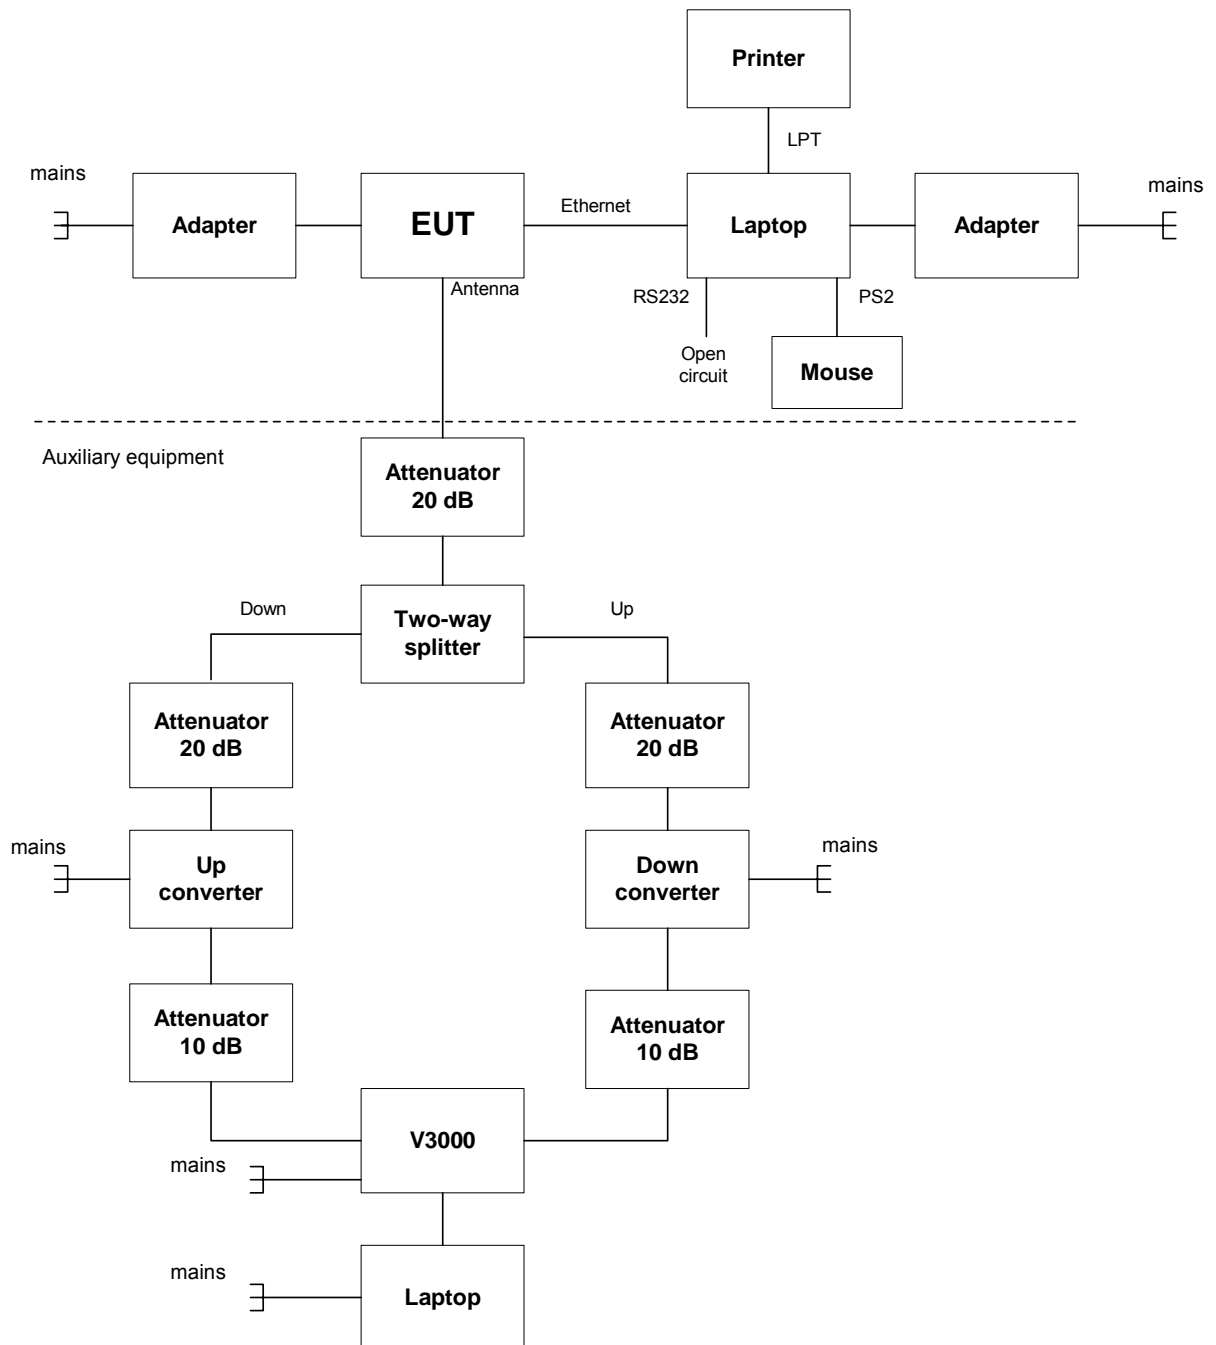 Printer
LPT
mains
Adapter
EUT
Ethernet
Laptop
Adapter
mains
Antenna
RS232
PS2
Open
circuit
Mouse
Auxiliary equipment
Attenuator
20 dB
Down
Two-way
splitter
Up
Attenuator
20 dB
Attenuator
20 dB
mains
Up
converter
Down
converter
mains
Attenuator
10 dB
Attenuator
10 dB
V3000
mains
mains
Laptop